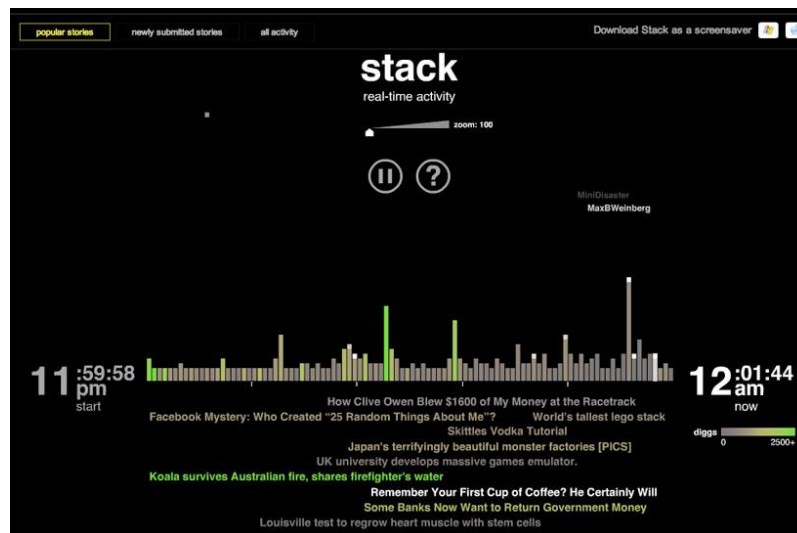 popular stories newly submitted stories all activity Download Stack as a screensaver
stack
real-time activity
zoom: 100
?
MiniDisaster
MaxBWeinberg
11 :59:58 pm
start
12 :01:44 am
now
How Clive Owen Blew $1600 of My Money at the Racetrack
Facebook Mystery: Who Created “25 Random Things About Me”? World's tallest lego stack
Skittles Vodka Tutorial
diggs
0 2500+
Japan's terrifyingly beautiful monster factories [PICS]
UK university develops massive games emulator.
Koala survives Australian fire, shares firefighter's water
Remember Your First Cup of Coffee? He Certainly Will
Some Banks Now Want to Return Government Money
Louisville test to regrow heart muscle with stem cells